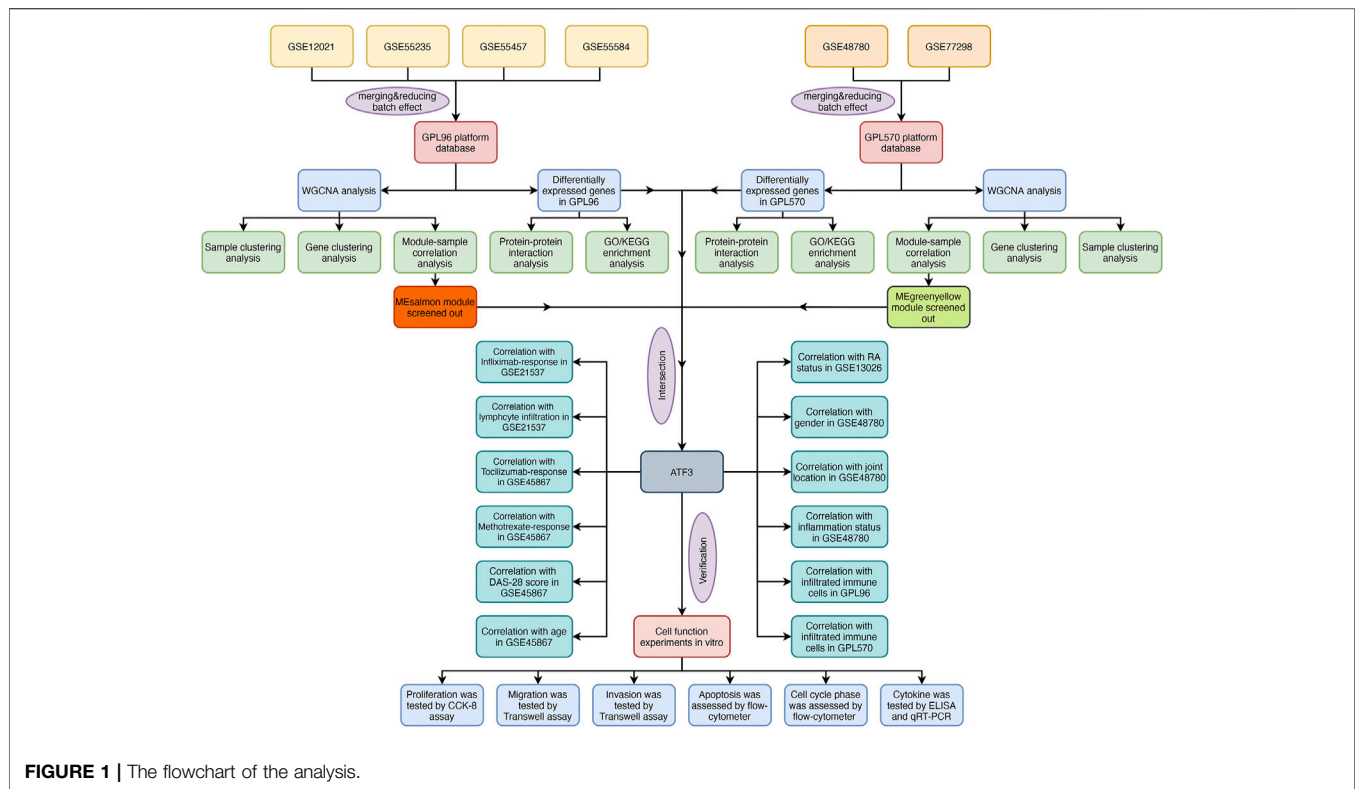 GSE12021
GSE55235
GSE55457
GSE55584
GSE48780
GSE77298
merging&reducing
batch effect
merging&reducing
batch effect
GPL96 platform
database
GPL570 platform
database
WGCNA analysis
Differentially
expressed genes
in GPL96
Differentially
expressed genes
in GPL570
WGCNA analysis
Sample clustering
analysis
Gene clustering
analysis
Module-sample
correlation
analysis
Protein-protein
interaction
analysis
GO/KEGG
enrichment
analysis
Protein-protein
interaction
analysis
GO/KEGG
enrichment
analysis
Module-sample
correlation
analysis
Gene clustering
analysis
Sample clustering
analysis
MEsalmon module
screened out
MEgreenyellow
module screened
out
Intersection
Correlation with
Infliximab-response in
GSE21537
Correlation with
lymphcyte infiltration in
GSE21537
Correlation with
Tocilizumab-response
in GSE45867
Correlation with
Methotrexate-response
in GSE45867
Correlation with
DAS-28 score in
GSE45867
Correlation with age
in GSE45867
ATF3
Correlation with RA
status in GSE13026
Correlation with
gender in GSE48780
Correlation with joint
location in GSE48780
Correlation with
inflammation status
in GSE48780
Correlation with
infiltrated immune
cells in GPL96
Correlation with
infiltrated immune
cells in GPL570
Verification
Cell function
experiments in vitro
Proliferation was
tested by CCK-8
assay
Migration was
tested by
Transwell assay
Invasion was
tested by
Transwell assay
Apoptosis was
assessed by flow-
cytometer
Cell cycle phase
was assessed by
flow-cytometer
Cytokine was
tested by ELISA
and qRT-PCR
FIGURE 1 | The flowchart of the analysis.